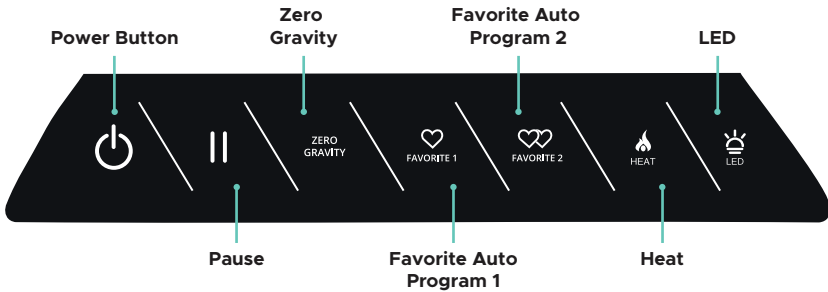 Power Button
Zero
Gravity
Favorite Auto
Program 2
LED
ZERO
GRAVITY
FAVORITE 1
FAVORITE 2
HEAT
LED
Pause
Favorite Auto
Program 1
Heat